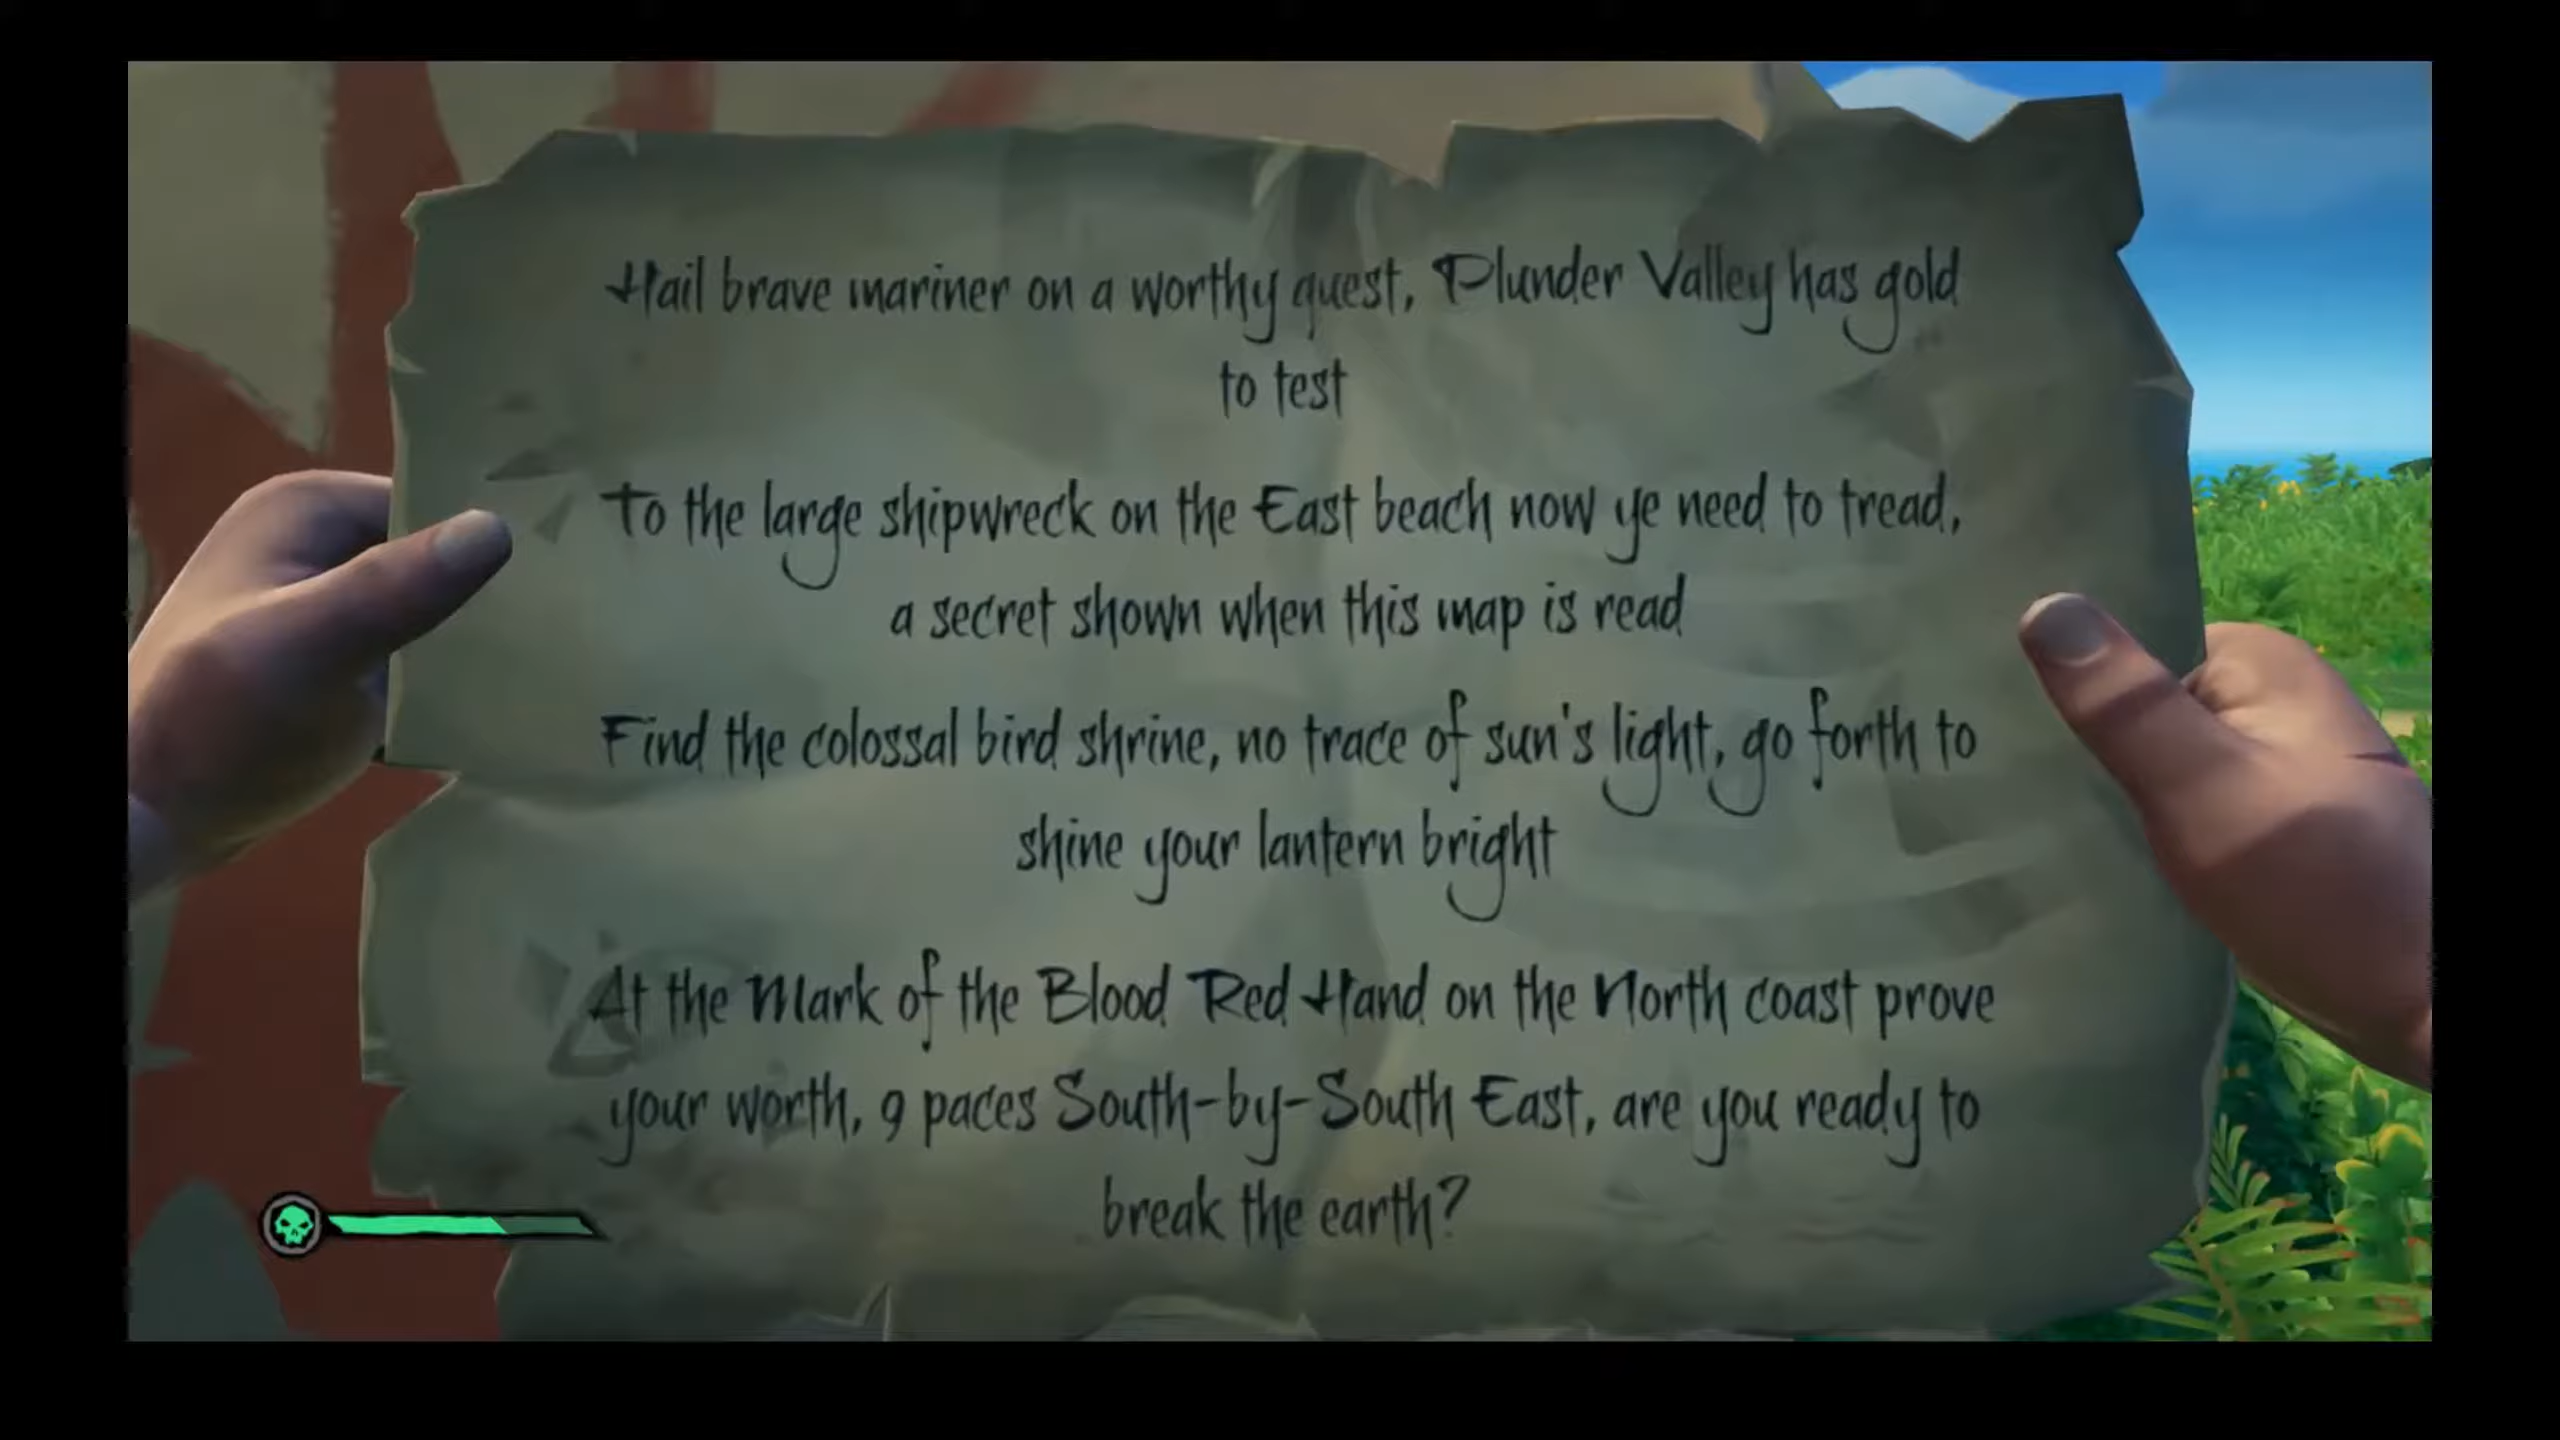 Hail brave mariner on a worthy quest, Plunder Valley has gold
to test
To the large shipwreck on the East beach now ye need to tread,
a secret shown when this map is read
Find the colossal bird shrine, no trace of sun's light, go forth to
shine your lantern bright
At the Mark of the Blood Red Hand on the North coast prove
your worth, 9 paces South-by-South East, are you ready to
break the earth?